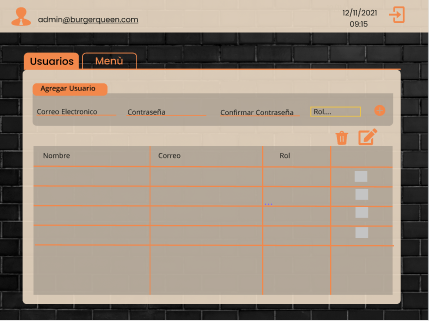 admin@burgerqueen.com
12/11/2021
09:15
Usuarios
Menù
Agregar Usuario
Correo Electronico
Contraseña
Confirmar Contraseña
Rol....
Nombre
Correo
Rol
...